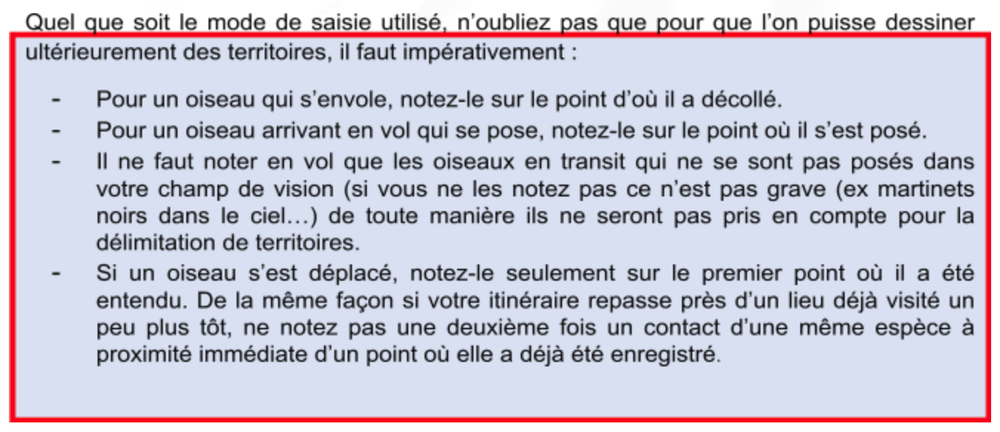 Quel que soit le mode de saisie utilisé, n'oubliez pas que pour que l'on puisse dessiner
ultérieurement des territoires, il faut impérativement :
- Pour un oiseau qui s'envole, notez-le sur le point d'où il a décollé.
- Pour un oiseau arrivant en vol qui se pose, notez-le sur le point où il s'est posé.
- Il ne faut noter en vol que les oiseaux en transit qui ne se sont pas posés dans
votre champ de vision (si vous ne les notez pas ce n'est pas grave (ex martinets
noirs dans le ciel…) de toute manière ils ne seront pas pris en compte pour la
délimitation de territoires.
- Si un oiseau s'est déplacé, notez-le seulement sur le premier point où il a été
entendu. De la même façon si votre itinéraire repasse près d'un lieu déjà visité un
peu plus tôt, ne notez pas une deuxième fois un contact d'une même espèce à
proximité immédiate d'un point où elle a déjà été enregistré.